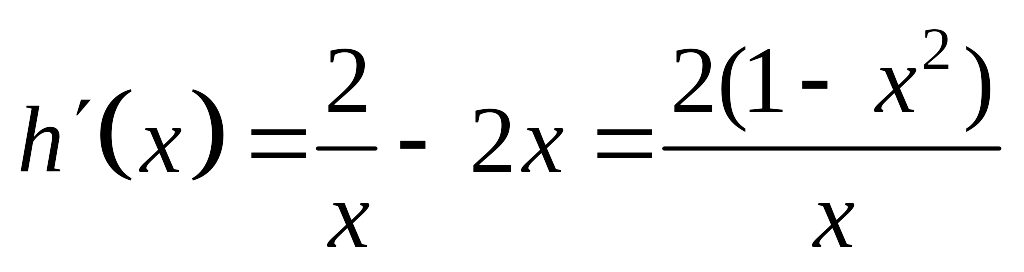 h′(x) = 2/x - 2x = 2(1 - x²)/x